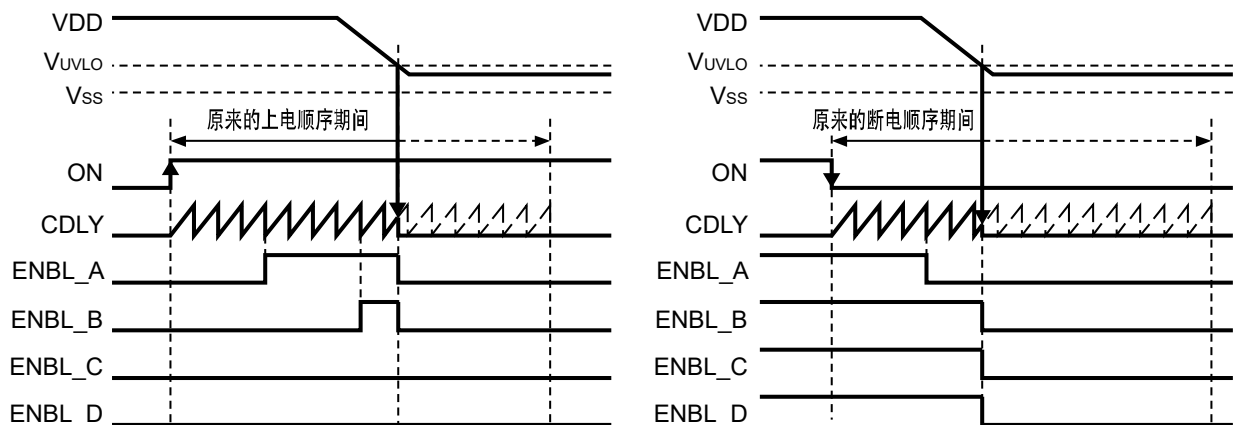 VDD
VUVLO
VSS
原来的上电顺序期间
ON
CDLY
ENBL_A
ENBL_B
ENBL_C
ENBL_D
VDD
VUVLO
VSS
原来的断电顺序期间
ON
CDLY
ENBL_A
ENBL_B
ENBL_C
ENBL_D